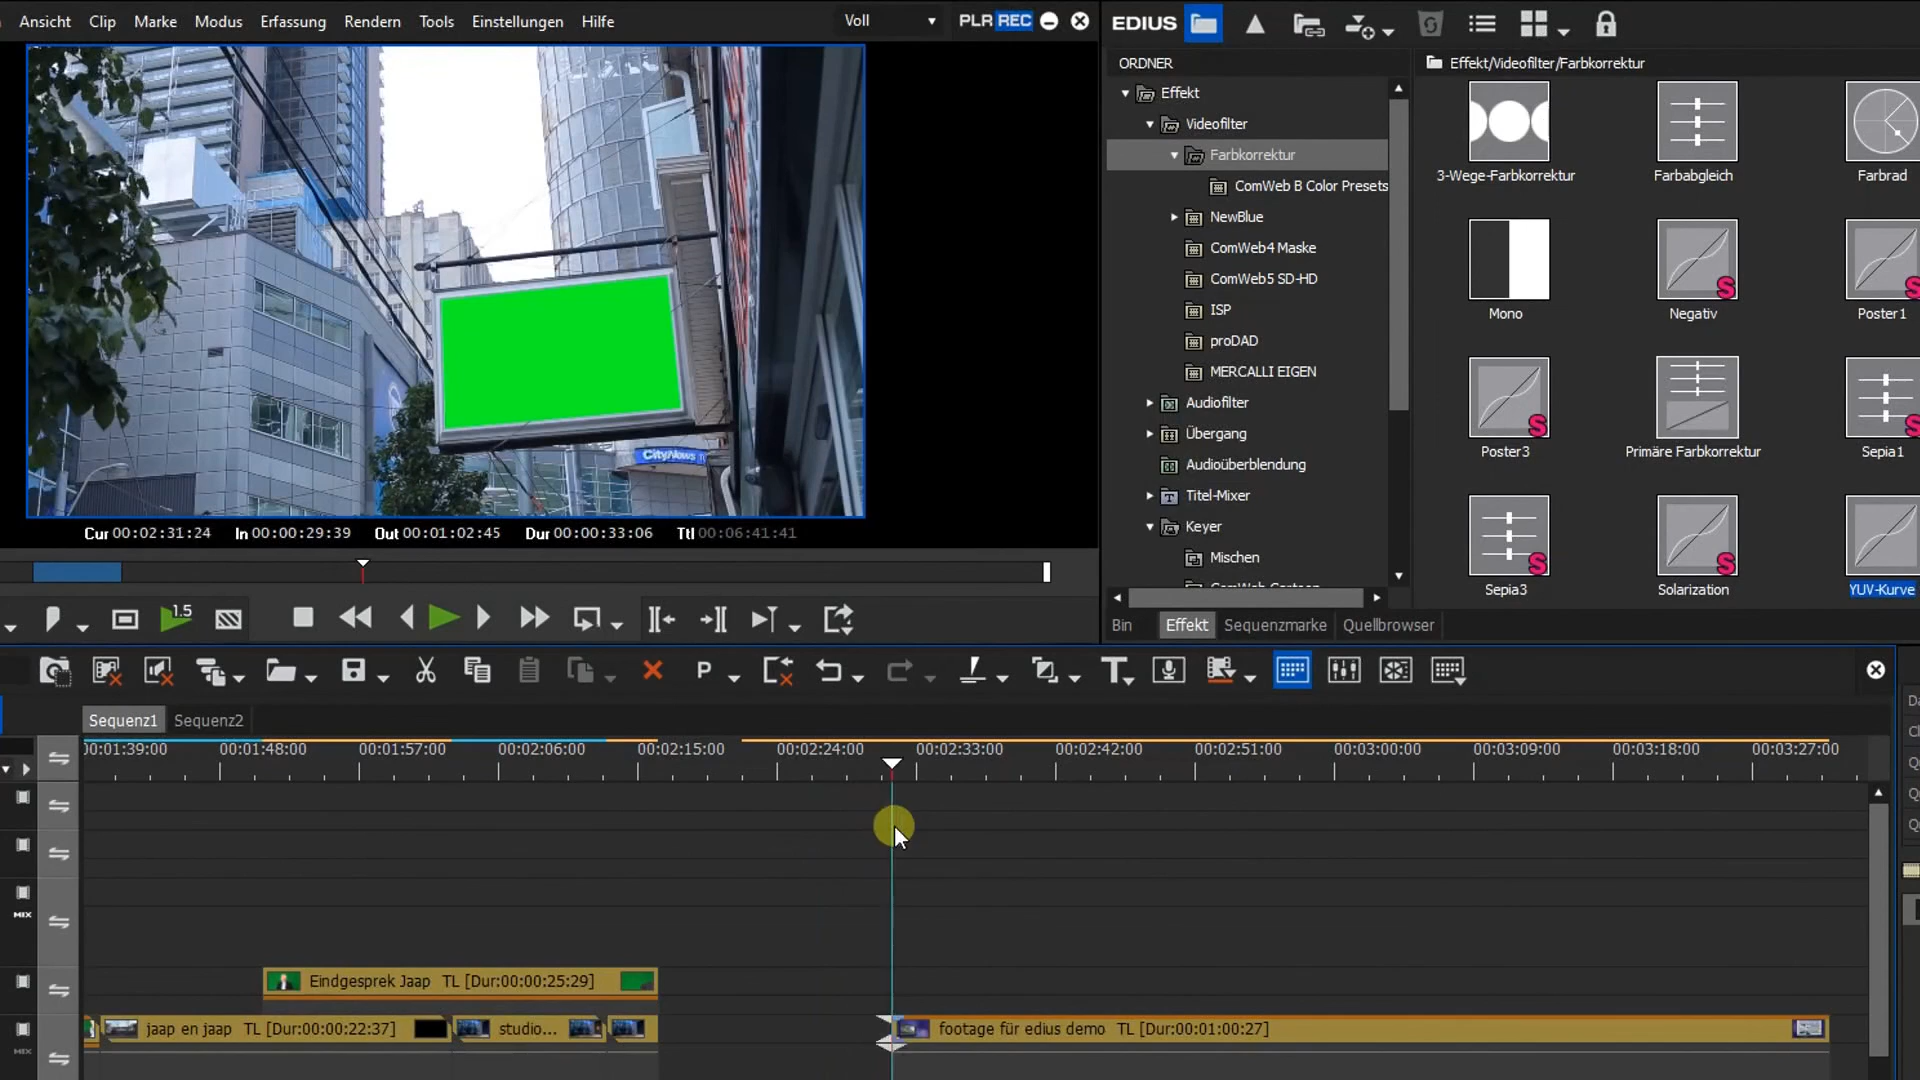 Ansicht Clip Marke Modus Erfassung Rendern Tools Einstellungen Hilfe Voll PLR REC
EDIUS
ORDNER
Effekt
Videofilter
Farbkorrektur
ComWeb B Color Presets
NewBlue
ComWeb4 Maske
ComWeb5 SD-HD
ISP
proDAD
MERCALLI EIGEN
Audiofilter
Übergang
Audioüberblendung
Titel-Mixer
Keyer
Mischen
Effekt/Videofilter/Farbkorrektur
3-Wege-Farbkorrektur Farbabgleich Farbrad
Mono Negativ Poster1
Poster3 Primäre Farbkorrektur Sepia1
Sepia3 Solarization YUV-Kurve
S
S
S
S
S
S
CityNews
Cur 00:02:31:24 In 00:00:29:39 Out 00:01:02:45 Dur 00:00:33:06 Ttl 00:06:41:41
1.5
Bin Effekt Sequenzmarke Quellbrowser
P
T
Sequenz1 Sequenz2
00:01:39:00 00:01:48:00 00:01:57:00 00:02:06:00 00:02:15:00 00:02:24:00 00:02:33:00 00:02:42:00 00:02:51:00 00:03:00:00 00:03:09:00 00:03:18:00 00:03:27:00
MIX
Eindgesprek Jaap TL [Dur:00:00:25:29]
jaap en jaap TL [Dur:00:00:22:37] studio... footage für edius demo TL [Dur:00:01:00:27]
MIX